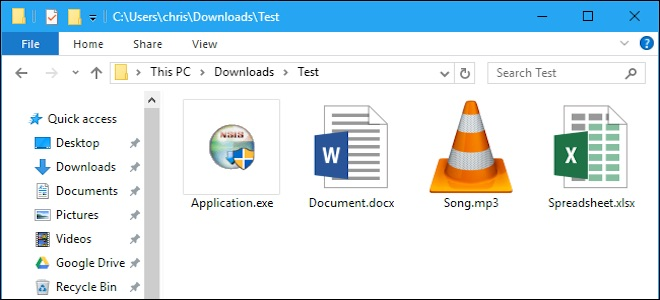 C:\Users\chris\Downloads\Test
File Home Share View
This PC Downloads Test
Search Test
Quick access
Desktop
Downloads
Documents
Pictures
Videos
Google Drive
Recycle Bin
NSIS
W
X
Application.exe Document.docx Song.mp3 Spreadsheet.xlsx